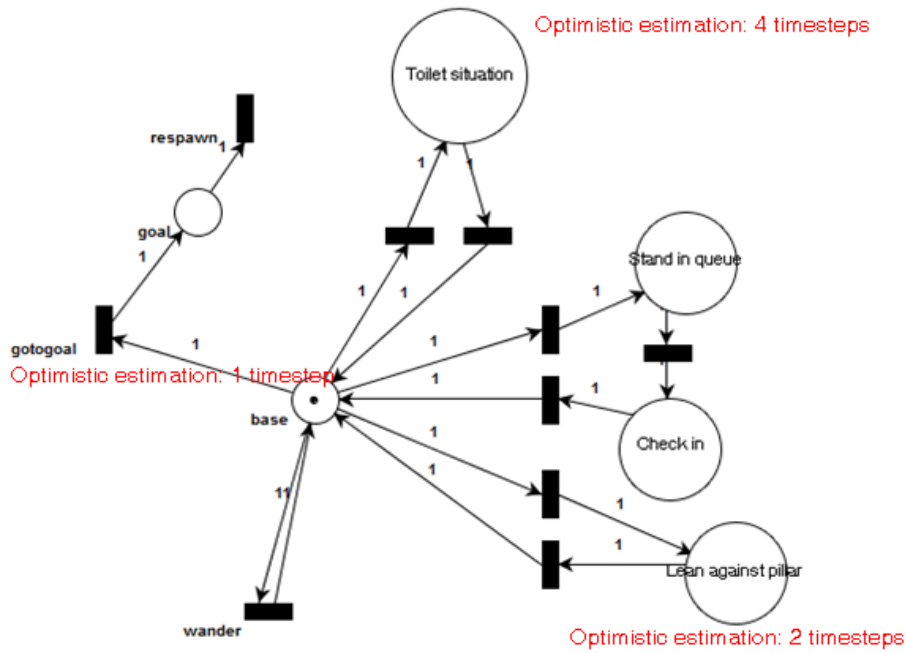 Optimistic estimation: 4 timesteps
Toilet situation
respawn
1
1
1
goal
Stand in queue
1
1
1
1
gotogoal
1
1
Optimistic estimation: 1 timestep
1
1
base
1
Check in
1
11
1
1
Lean against pillar
wander
Optimistic estimation: 2 timesteps